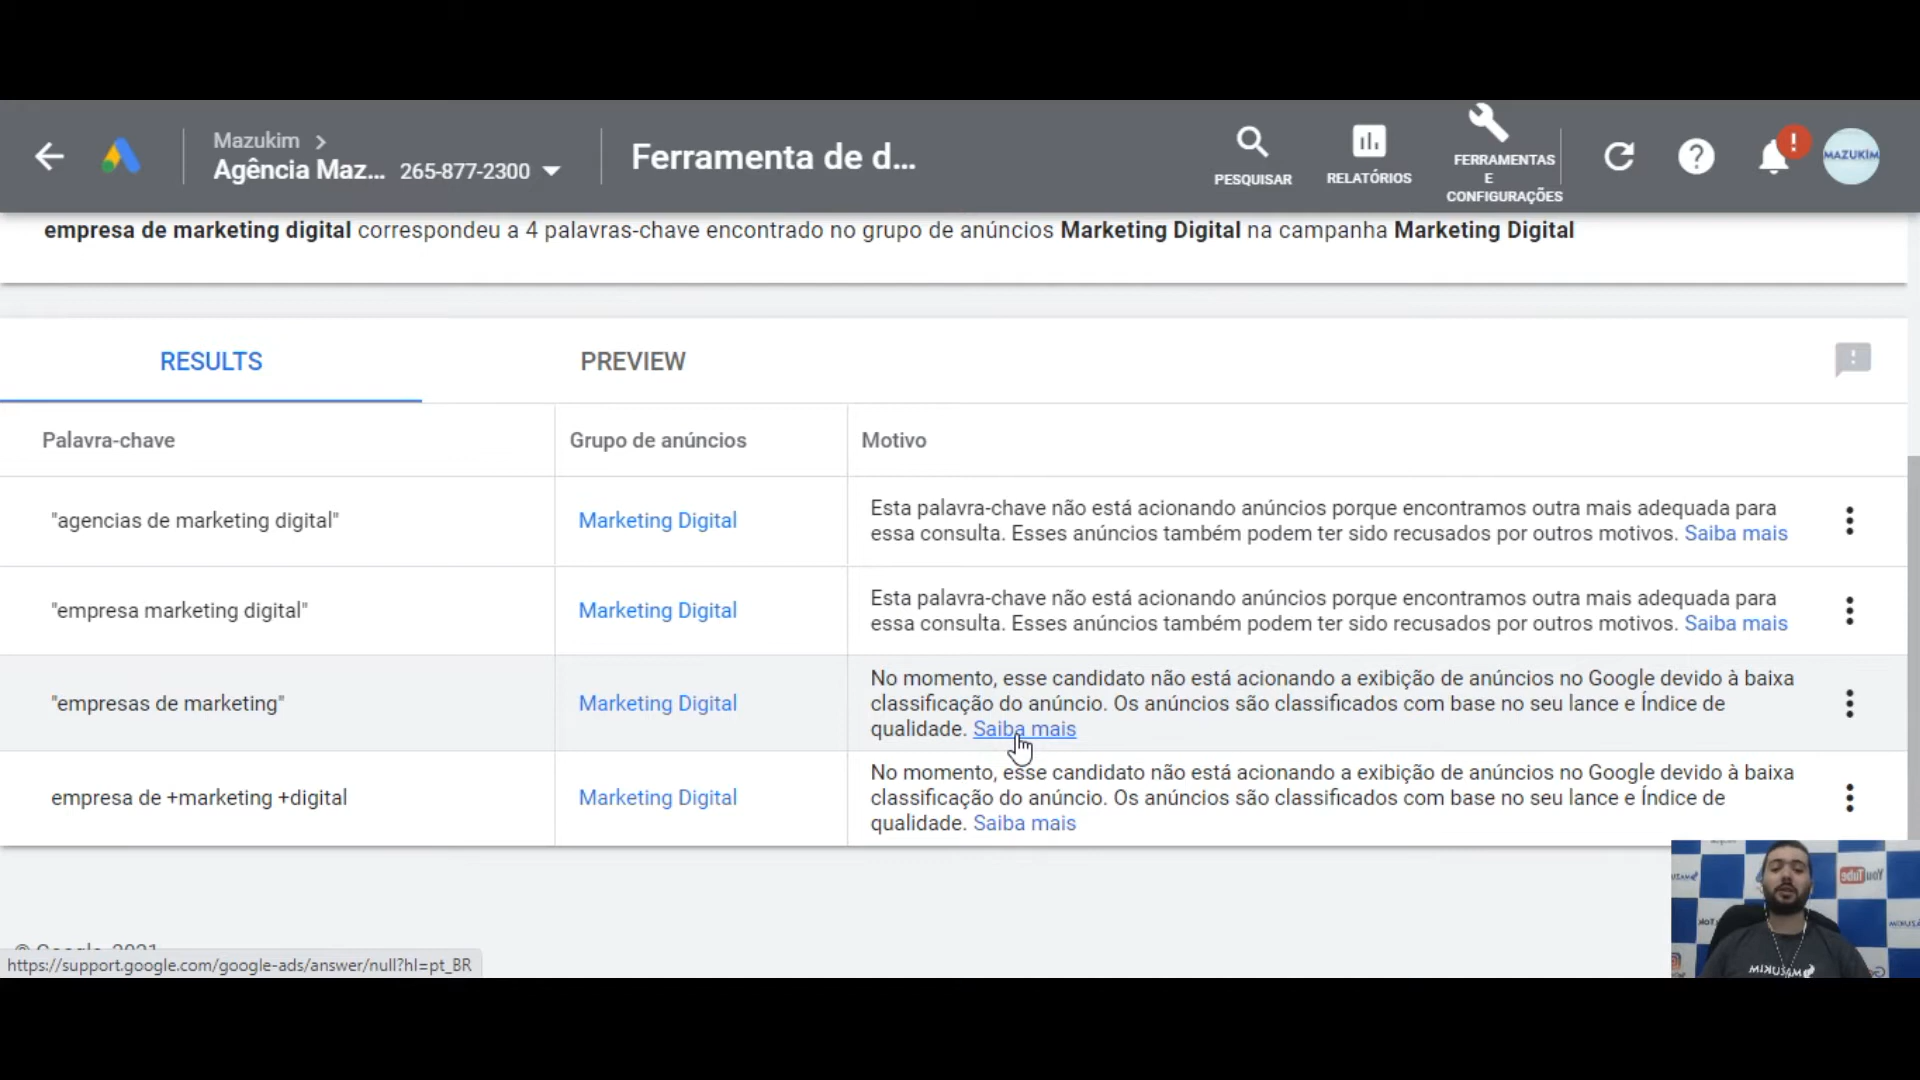 Mazukim >
Agência Maz... 265-877-2300
Ferramenta de d...
PESQUISAR
RELATÓRIOS
FERRAMENTAS
E
CONFIGURAÇÕES
!
MAZUKIM
empresa de marketing digital correspondeu a 4 palavras-chave encontrado no grupo de anúncios Marketing Digital na campanha Marketing Digital
RESULTS
PREVIEW
Palavra-chave
Grupo de anúncios
Motivo
"agencias de marketing digital"
Marketing Digital
Esta palavra-chave não está acionando anúncios porque encontramos outra mais adequada para
essa consulta. Esses anúncios também podem ter sido recusados por outros motivos. Saiba mais
"empresa marketing digital"
Marketing Digital
Esta palavra-chave não está acionando anúncios porque encontramos outra mais adequada para
essa consulta. Esses anúncios também podem ter sido recusados por outros motivos. Saiba mais
"empresas de marketing"
Marketing Digital
No momento, esse candidato não está acionando a exibição de anúncios no Google devido à baixa
classificação do anúncio. Os anúncios são classificados com base no seu lance e Índice de
qualidade. Saiba mais
empresa de +marketing +digital
Marketing Digital
No momento, esse candidato não está acionando a exibição de anúncios no Google devido à baixa
classificação do anúncio. Os anúncios são classificados com base no seu lance e Índice de
qualidade. Saiba mais
© Google, 2021
https://support.google.com/google-ads/answer/null?hl=pt_BR
YouTube
MAZUKIM